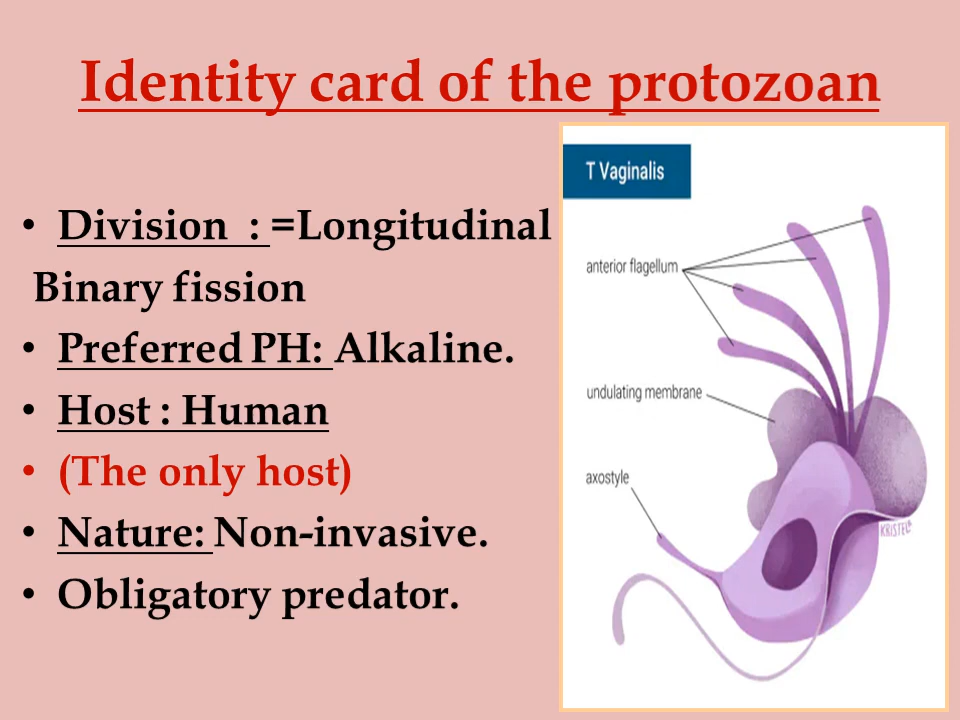 Identity card of the protozoan
• Division : =Longitudinal
Binary fission
• Preferred PH: Alkaline.
• Host : Human
• (The only host)
• Nature: Non-invasive.
• Obligatory predator.
T Vaginalis
anterior flagellum
undulating membrane
axostyle
KRISTEL